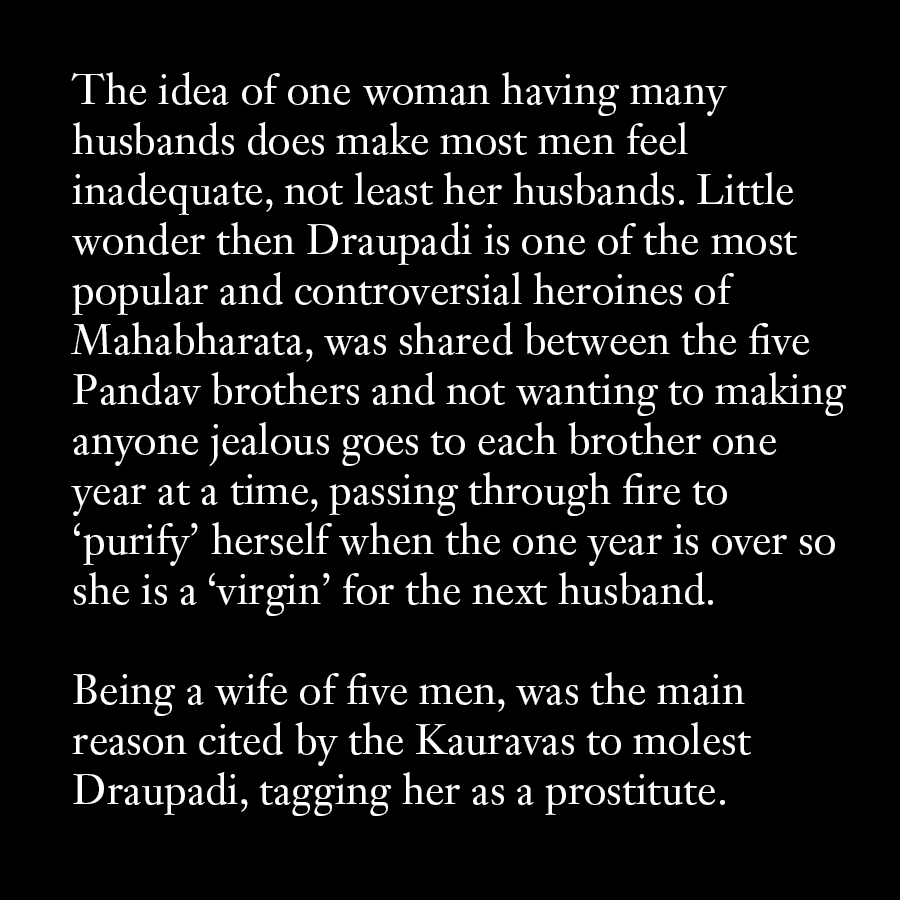 The idea of one woman having many
husbands does make most men feel
inadequate, not least her husbands. Little
wonder then Draupadi is one of the most
popular and controversial heroines of
Mahabharata, was shared between the five
Pandav brothers and not wanting to making
anyone jealous goes to each brother one
year at a time, passing through fire to
‘purify’ herself when the one year is over so
she is a ‘virgin’ for the next husband.
Being a wife of five men, was the main
reason cited by the Kauravas to molest
Draupadi, tagging her as a prostitute.